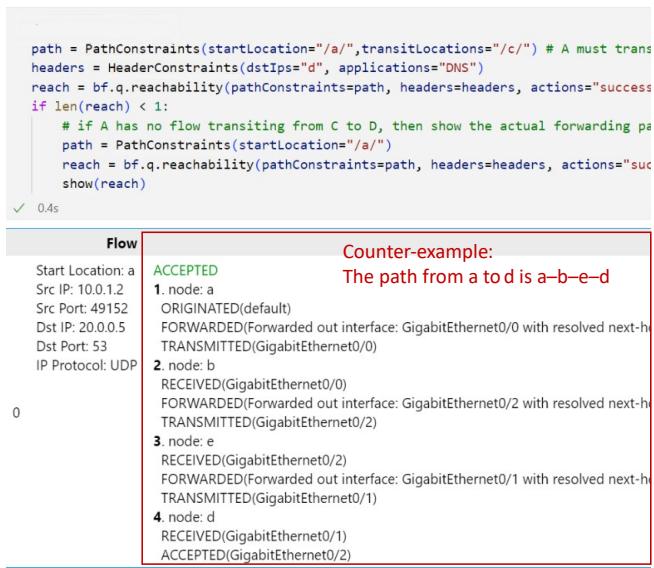 path = PathConstraints(startLocation="/a/",transitLocations="/c/") # A must trans
headers = HeaderConstraints(dstIps="d", applications="DNS")
reach = bf.q.reachability(pathConstraints=path, headers=headers, actions="success
if len(reach) < 1:
# if A has no flow transiting from C to D, then show the actual forwarding pa
path = PathConstraints(startLocation="/a/")
reach = bf.q.reachability(pathConstraints=path, headers=headers, actions="suc
show(reach)
✓ 0.4s
Flow
Counter-example:
The path from a to d is a–b–e–d
Start Location: a
Src IP: 10.0.1.2
Src Port: 49152
Dst IP: 20.0.0.5
Dst Port: 53
IP Protocol: UDP
0
ACCEPTED
1. node: a
ORIGINATED(default)
FORWARDED(Forwarded out interface: GigabitEthernet0/0 with resolved next-h
TRANSMITTED(GigabitEthernet0/0)
2. node: b
RECEIVED(GigabitEthernet0/0)
FORWARDED(Forwarded out interface: GigabitEthernet0/2 with resolved next-h
TRANSMITTED(GigabitEthernet0/2)
3. node: e
RECEIVED(GigabitEthernet0/2)
FORWARDED(Forwarded out interface: GigabitEthernet0/1 with resolved next-h
TRANSMITTED(GigabitEthernet0/1)
4. node: d
RECEIVED(GigabitEthernet0/1)
ACCEPTED(GigabitEthernet0/2)